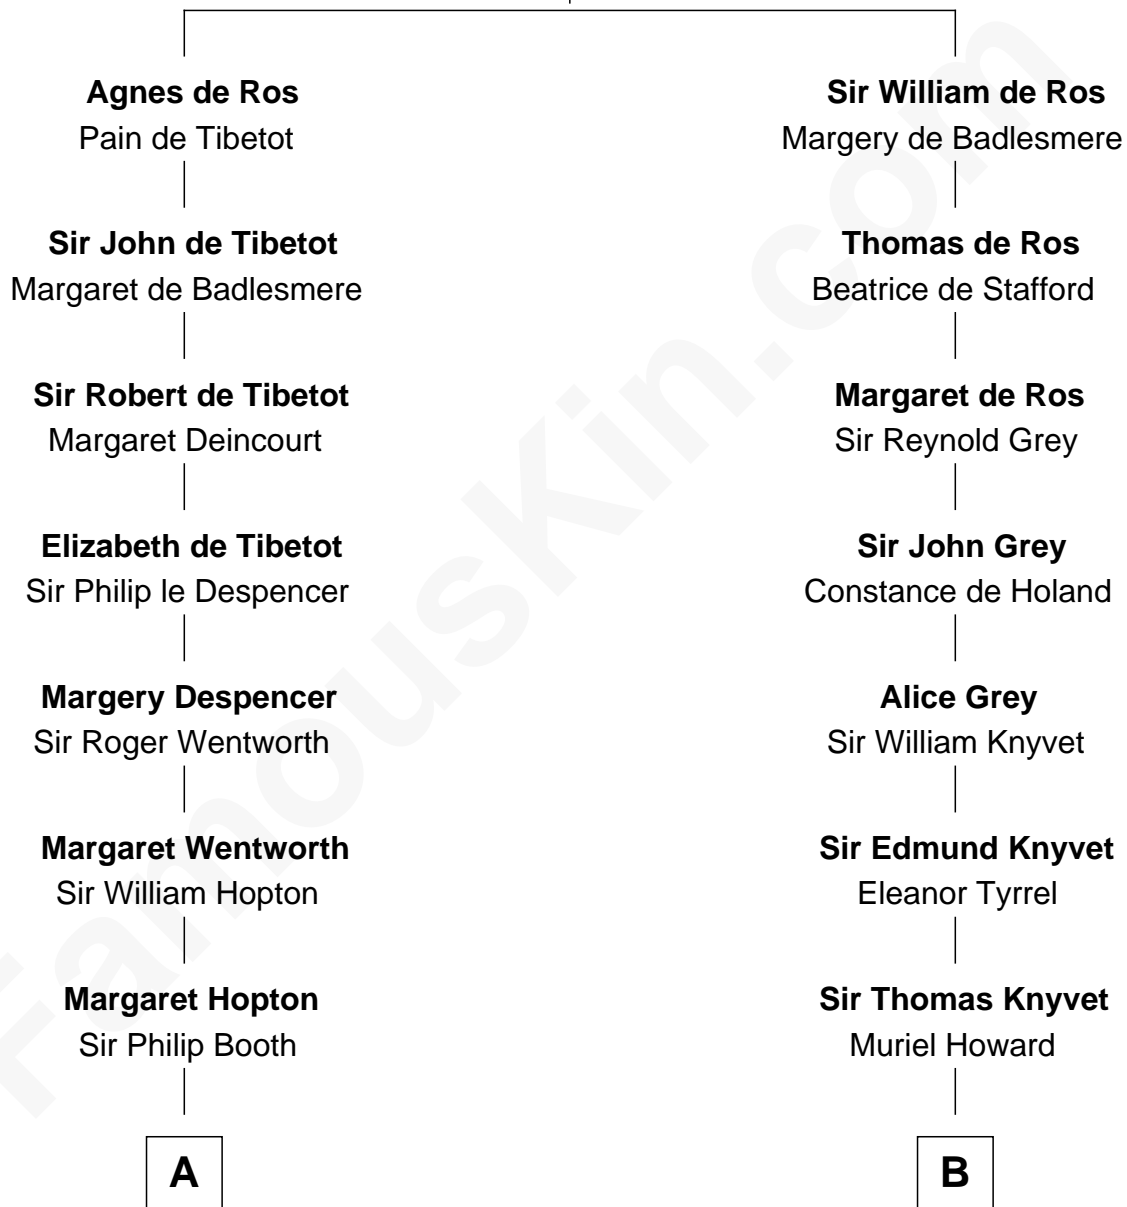 Agnes de Ros
Pain de Tibetot
Sir William de Ros
Margery de Badlesmere
Sir John de Tibetot
Margaret de Badlesmere
Thomas de Ros
Beatrice de Stafford
Sir Robert de Tibetot
Margaret Deincourt
Margaret de Ros
Sir Reynold Grey
Elizabeth de Tibetot
Sir Philip le Despencer
Sir John Grey
Constance de Holand
Margery Despencer
Sir Roger Wentworth
Alice Grey
Sir William Knyvet
Margaret Wentworth
Sir William Hopton
Sir Edmund Knyvet
Eleanor Tyrrel
Margaret Hopton
Sir Philip Booth
Sir Thomas Knyvet
Muriel Howard
A
B
FamousKin.com